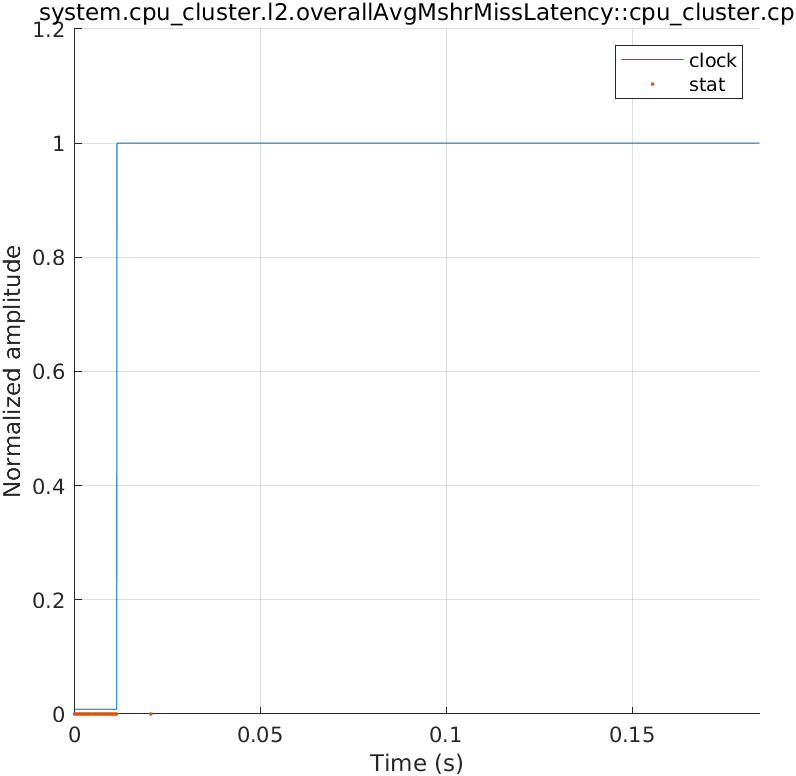 system.cpu_cluster.l2.overallAvgMshrMissLatency::cpu_cluster.cp
1.2
clock
stat
1
0.8
0.6
0.4
0.2
0
Normalized amplitude
0
0.05
0.1
0.15
Time (s)